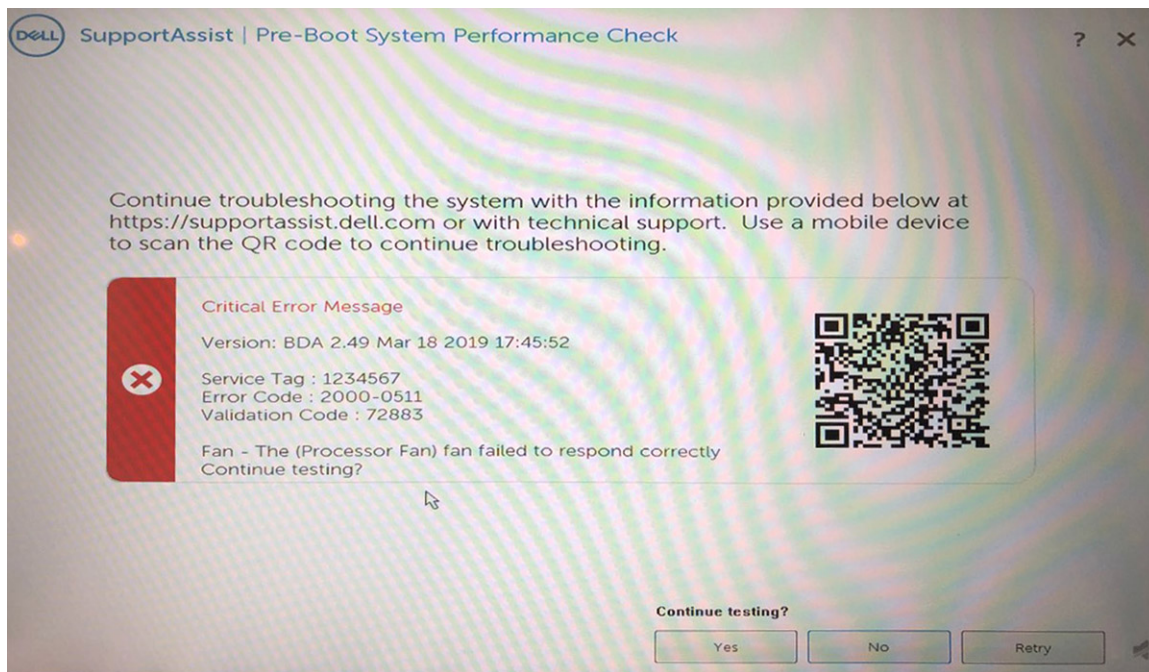 DELL SupportAssist | Pre-Boot System Performance Check ? X
Continue troubleshooting the system with the information provided below at
https://supportassist.dell.com or with technical support. Use a mobile device
to scan the QR code to continue troubleshooting.
Critical Error Message
Version: BDA 2.49 Mar 18 2019 17:45:52
Service Tag : 1234567
Error Code : 2000-0511
Validation Code : 72883
Fan - The (Processor Fan) fan failed to respond correctly
Continue testing?
Continue testing?
Yes No Retry